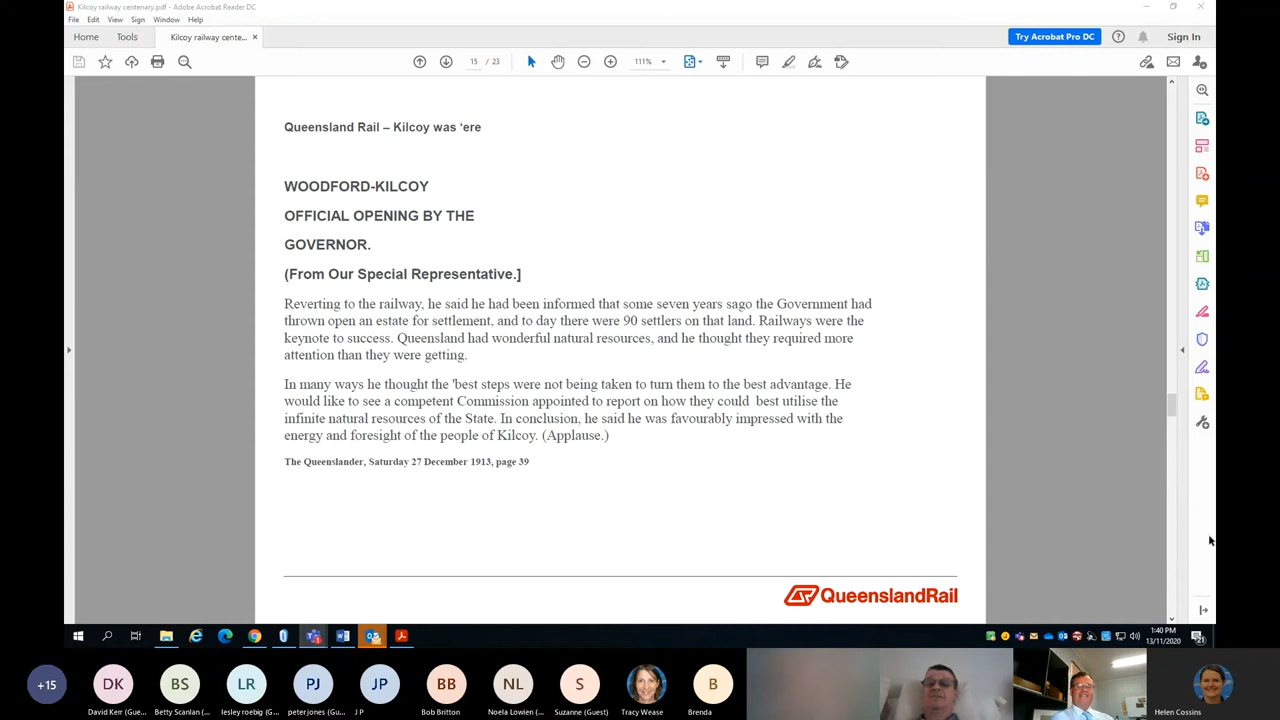 Kilcoy railway centenary.pdf - Adobe Acrobat Reader DC
File Edit View Sign Window Help
Home Tools Kilcoy railway cente... × Try Acrobat Pro DC Sign In
15 / 23 111%
Queensland Rail – Kilcoy was ‘ere
WOODFORD-KILCOY
OFFICIAL OPENING BY THE
GOVERNOR.
(From Our Special Representative.]
Reverting to the railway, he said he had been informed that some seven years sago the Government had
thrown open an estate for settlement, and to day there were 90 settlers on that land. Railways were the
keynote to success. Queensland had wonderful natural resources, and he thought they required more
attention than they were getting.
In many ways he thought the 'best steps were not being taken to turn them to the best advantage. He
would like to see a competent Commission appointed to report on how they could best utilise the
infinite natural resources of the State. In conclusion, he said he was favourably impressed with the
energy and foresight of the people of Kilcoy. (Applause.)
The Queenslander, Saturday 27 December 1913, page 39
QueenslandRail
1:40 PM
13/11/2020
21
+15 DK BS LR PJ JP BB NL S B
David Kerr (Gue... Betty Scanlan (... lesley roebig (Gu... peter jones (Gu... J P Bob Britton Noela Lowien (... Suzanne (Guest) Tracy Wease Brenda Helen Cossins